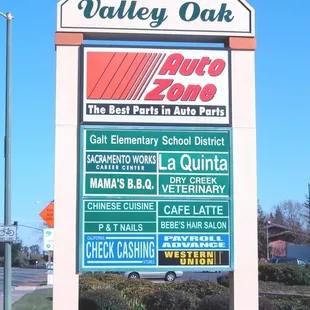 Valley Oak
Auto
Zone
The Best Parts in Auto Parts
Galt Elementary School District
SACRAMENTO WORKS
CAREER CENTER
La Quinta
MAMA'S B.B.Q.
DRY CREEK
VETERINARY
CHINESE CUISINE
CAFE LATTE
P & T NAILS
BEBE'S HAIR SALON
CALIFORNIA
CHECK CASHING
STORES
PAYROLL
ADVANCE
WESTERN
UNION